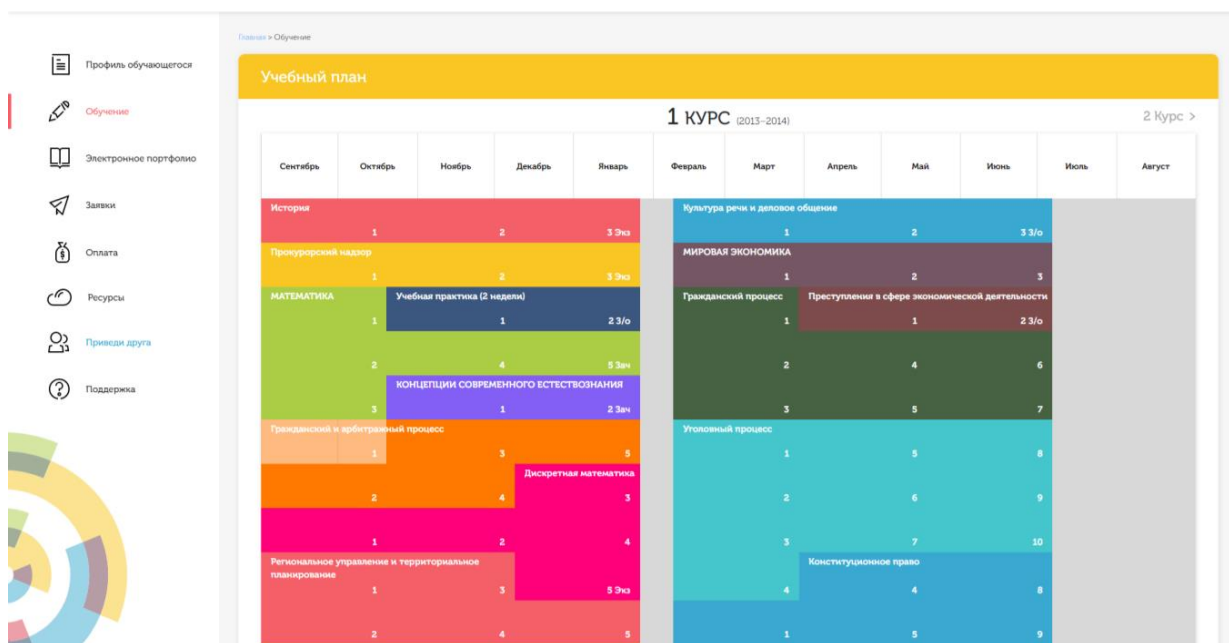 Главная > Обучение
Профиль обучающегося
Обучение
Электронное портфолио
Заявки
Оплата
Ресурсы
Приведи друга
Поддержка
Учебный план
1 КУРС (2013–2014)
2 Курс >
Сентябрь Октябрь Ноябрь Декабрь Январь Февраль Март Апрель Май Июнь Июль Август
История
1 2 3 Экз
Культура речи и деловое общение
1 2 3 З/о
Прокурорский надзор
1 2 3 Экз
МИРОВАЯ ЭКОНОМИКА
1 2 3
МАТЕМАТИКА Учебная практика (2 недели)
1 1 2 З/о
Гражданский процесс Преступления в сфере экономической деятельности
1 1 2 З/о
2 4 5 Зач
2 4 6
КОНЦЕПЦИИ СОВРЕМЕННОГО ЕСТЕСТВОЗНАНИЯ
3 1 2 Зач
3 5 7
Гражданский и арбитражный процесс
1 3 5
Уголовный процесс
1 5 8
Дискретная математика
2 4 3
2 6 9
1 2 4
3 7 10
Региональное управление и территориальное
планирование
1 3 5 Экз
Конституционное право
4 4 8
2 4 5
1 5 9